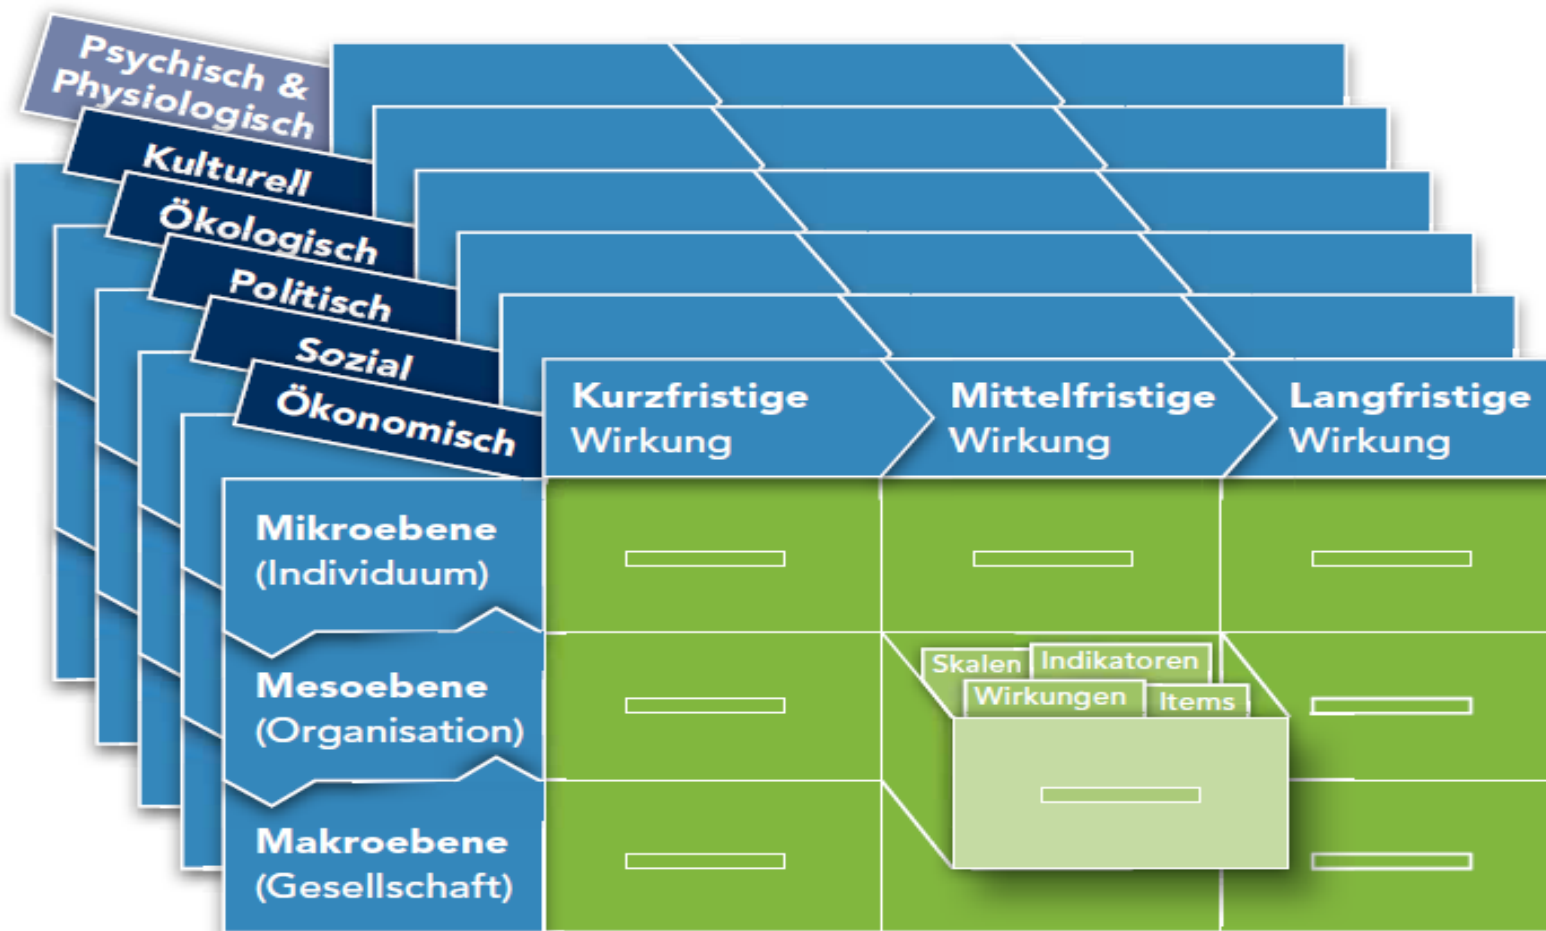 Psychisch &
Physiologisch
Kulturell
Ökologisch
Politisch
Sozial
Ökonomisch
Kurzfristige
Wirkung
Mittelfristige
Wirkung
Langfristige
Wirkung
Mikroebene
(Individuum)
Mesoebene
(Organisation)
Makroebene
(Gesellschaft)
Skalen
Indikatoren
Wirkungen
Items